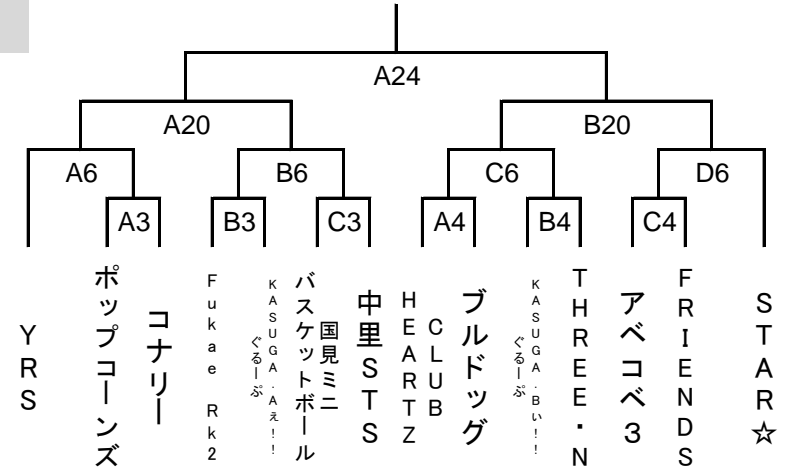 A24
A20
B20
A6
B6
C6
D6
A3
B3
C3
A4
B4
C4
YRS
ポップコーンズ
コナリー
Fukae Rk2
KASUGA.Aぇ!!
ぐるーぷ
国見ミニ
バスケットボール
中里STS
CLUB
HEARTZ
ブルドッグ
KASUGA.Bぃ!!
ぐるーぷ
THREE・N
アベコベ3
FRIENDS
STAR☆